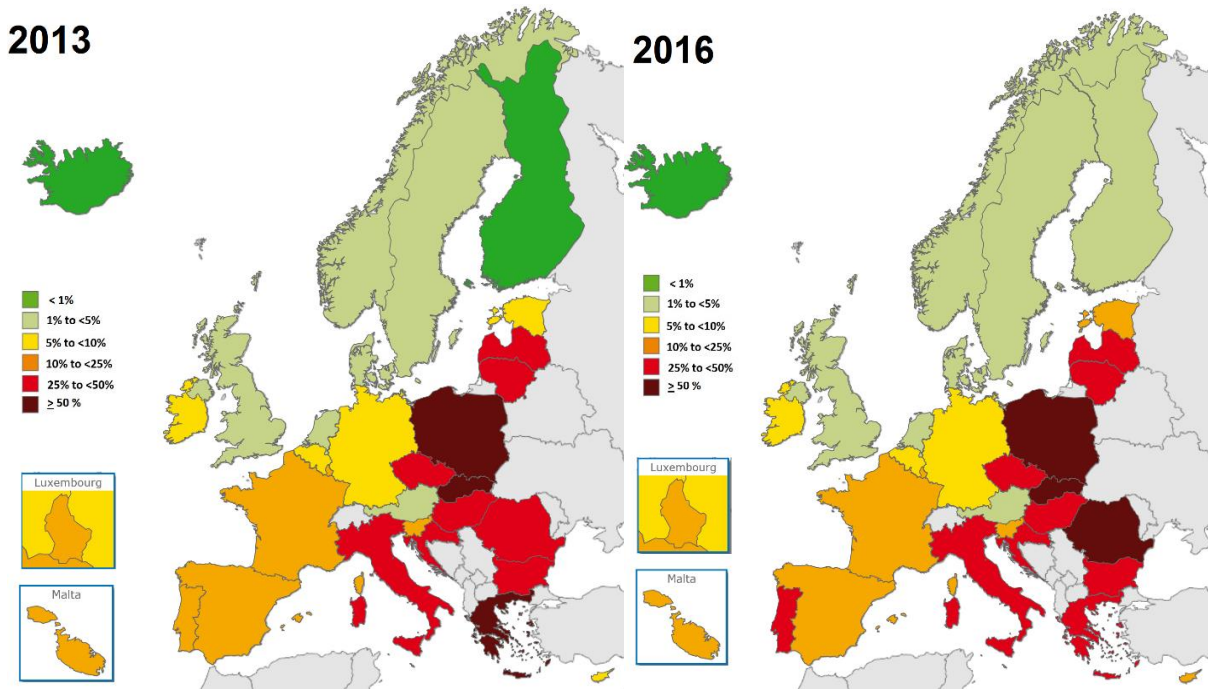 2013
< 1%
1% to <5%
5% to <10%
10% to <25%
25% to <50%
≥ 50 %
Luxembourg
Malta
2016
< 1%
1% to <5%
5% to <10%
10% to <25%
25% to <50%
≥ 50 %
Luxembourg
Malta